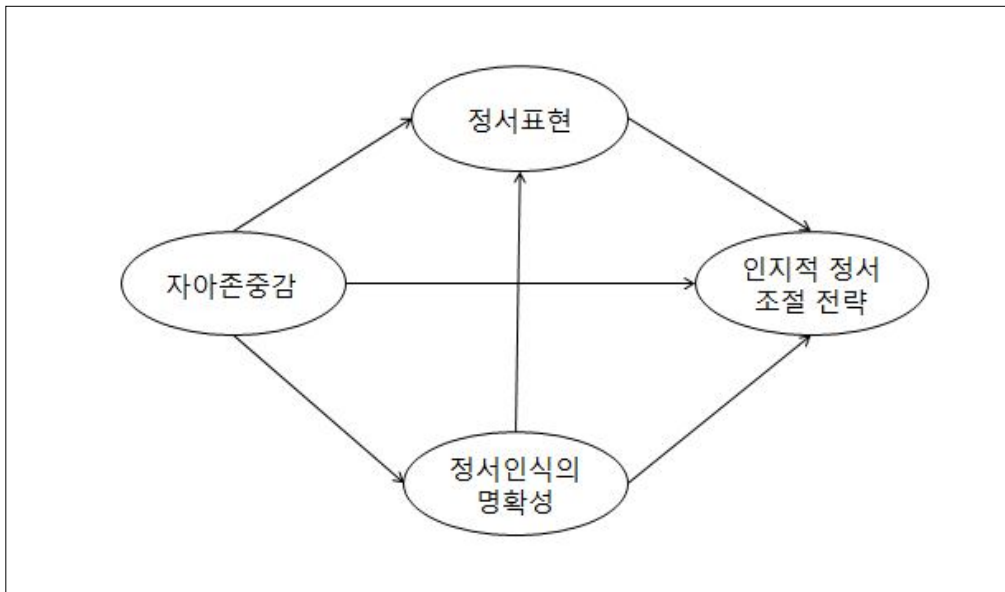 정서표현
자아존중감
인지적 정서
조절 전략
정서인식의
명확성